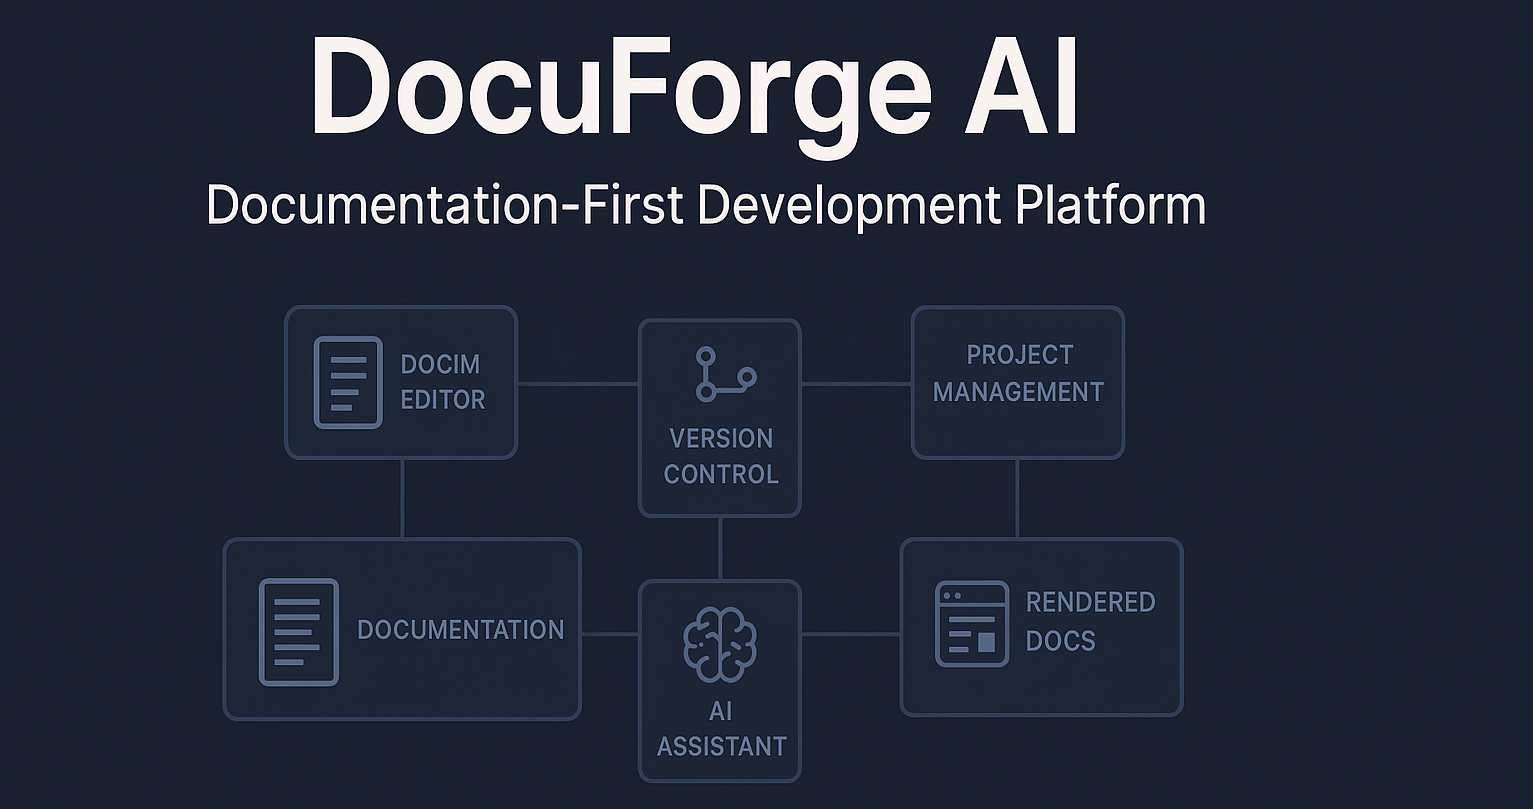 DocuForge AI
Documentation-First Development Platform
DOCIM
EDITOR
VERSION
CONTROL
PROJECT
MANAGEMENT
DOCUMENTATION
AI
ASSISTANT
RENDERED
DOCS